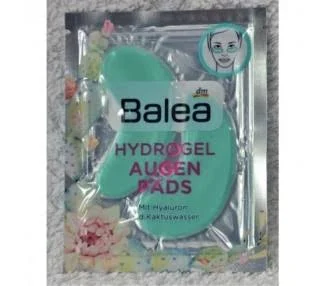 dm
Balea
HYDROGEL
AUGEN
PADS
Mit Hyaluron
&Kaktuswasser